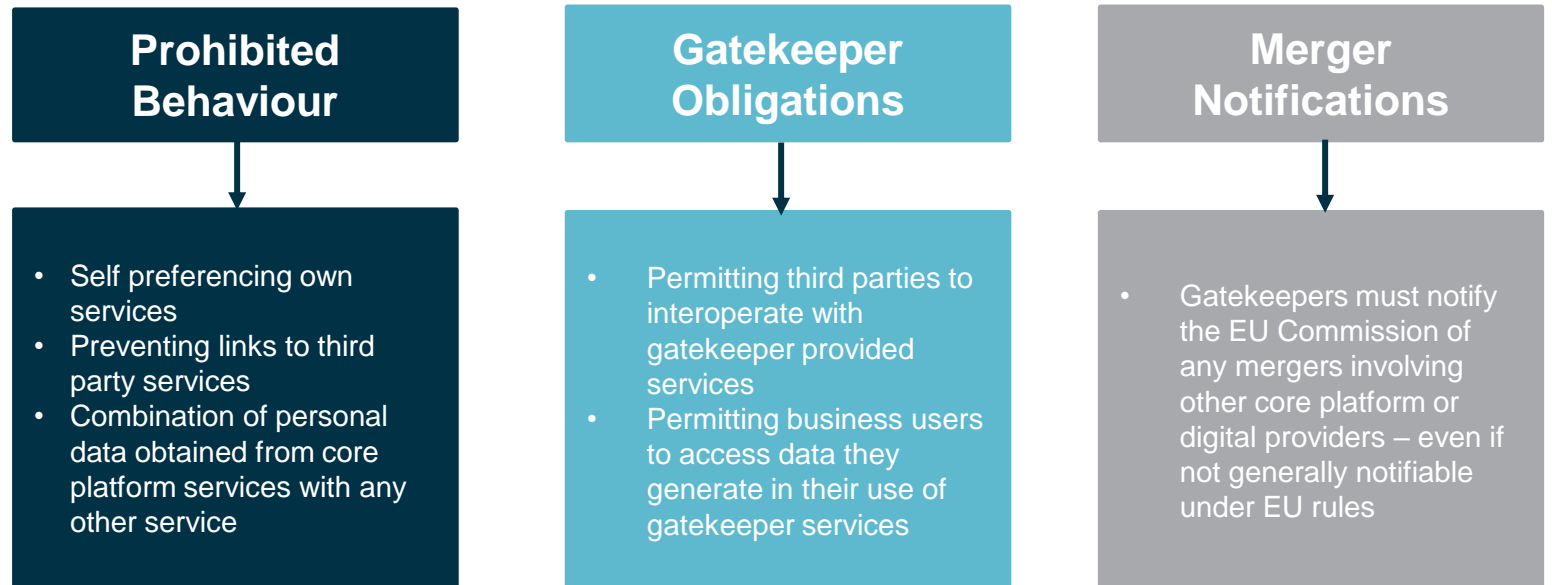 Prohibited
Behaviour
• Self preferencing own
services
• Preventing links to third
party services
• Combination of personal
data obtained from core
platform services with any
other service
Gatekeeper
Obligations
• Permitting third parties to
interoperate with
gatekeeper provided
services
• Permitting business users
to access data they
generate in their use of
gatekeeper services
Merger
Notifications
• Gatekeepers must notify
the EU Commission of
any mergers involving
other core platform or
digital providers – even if
not generally notifiable
under EU rules